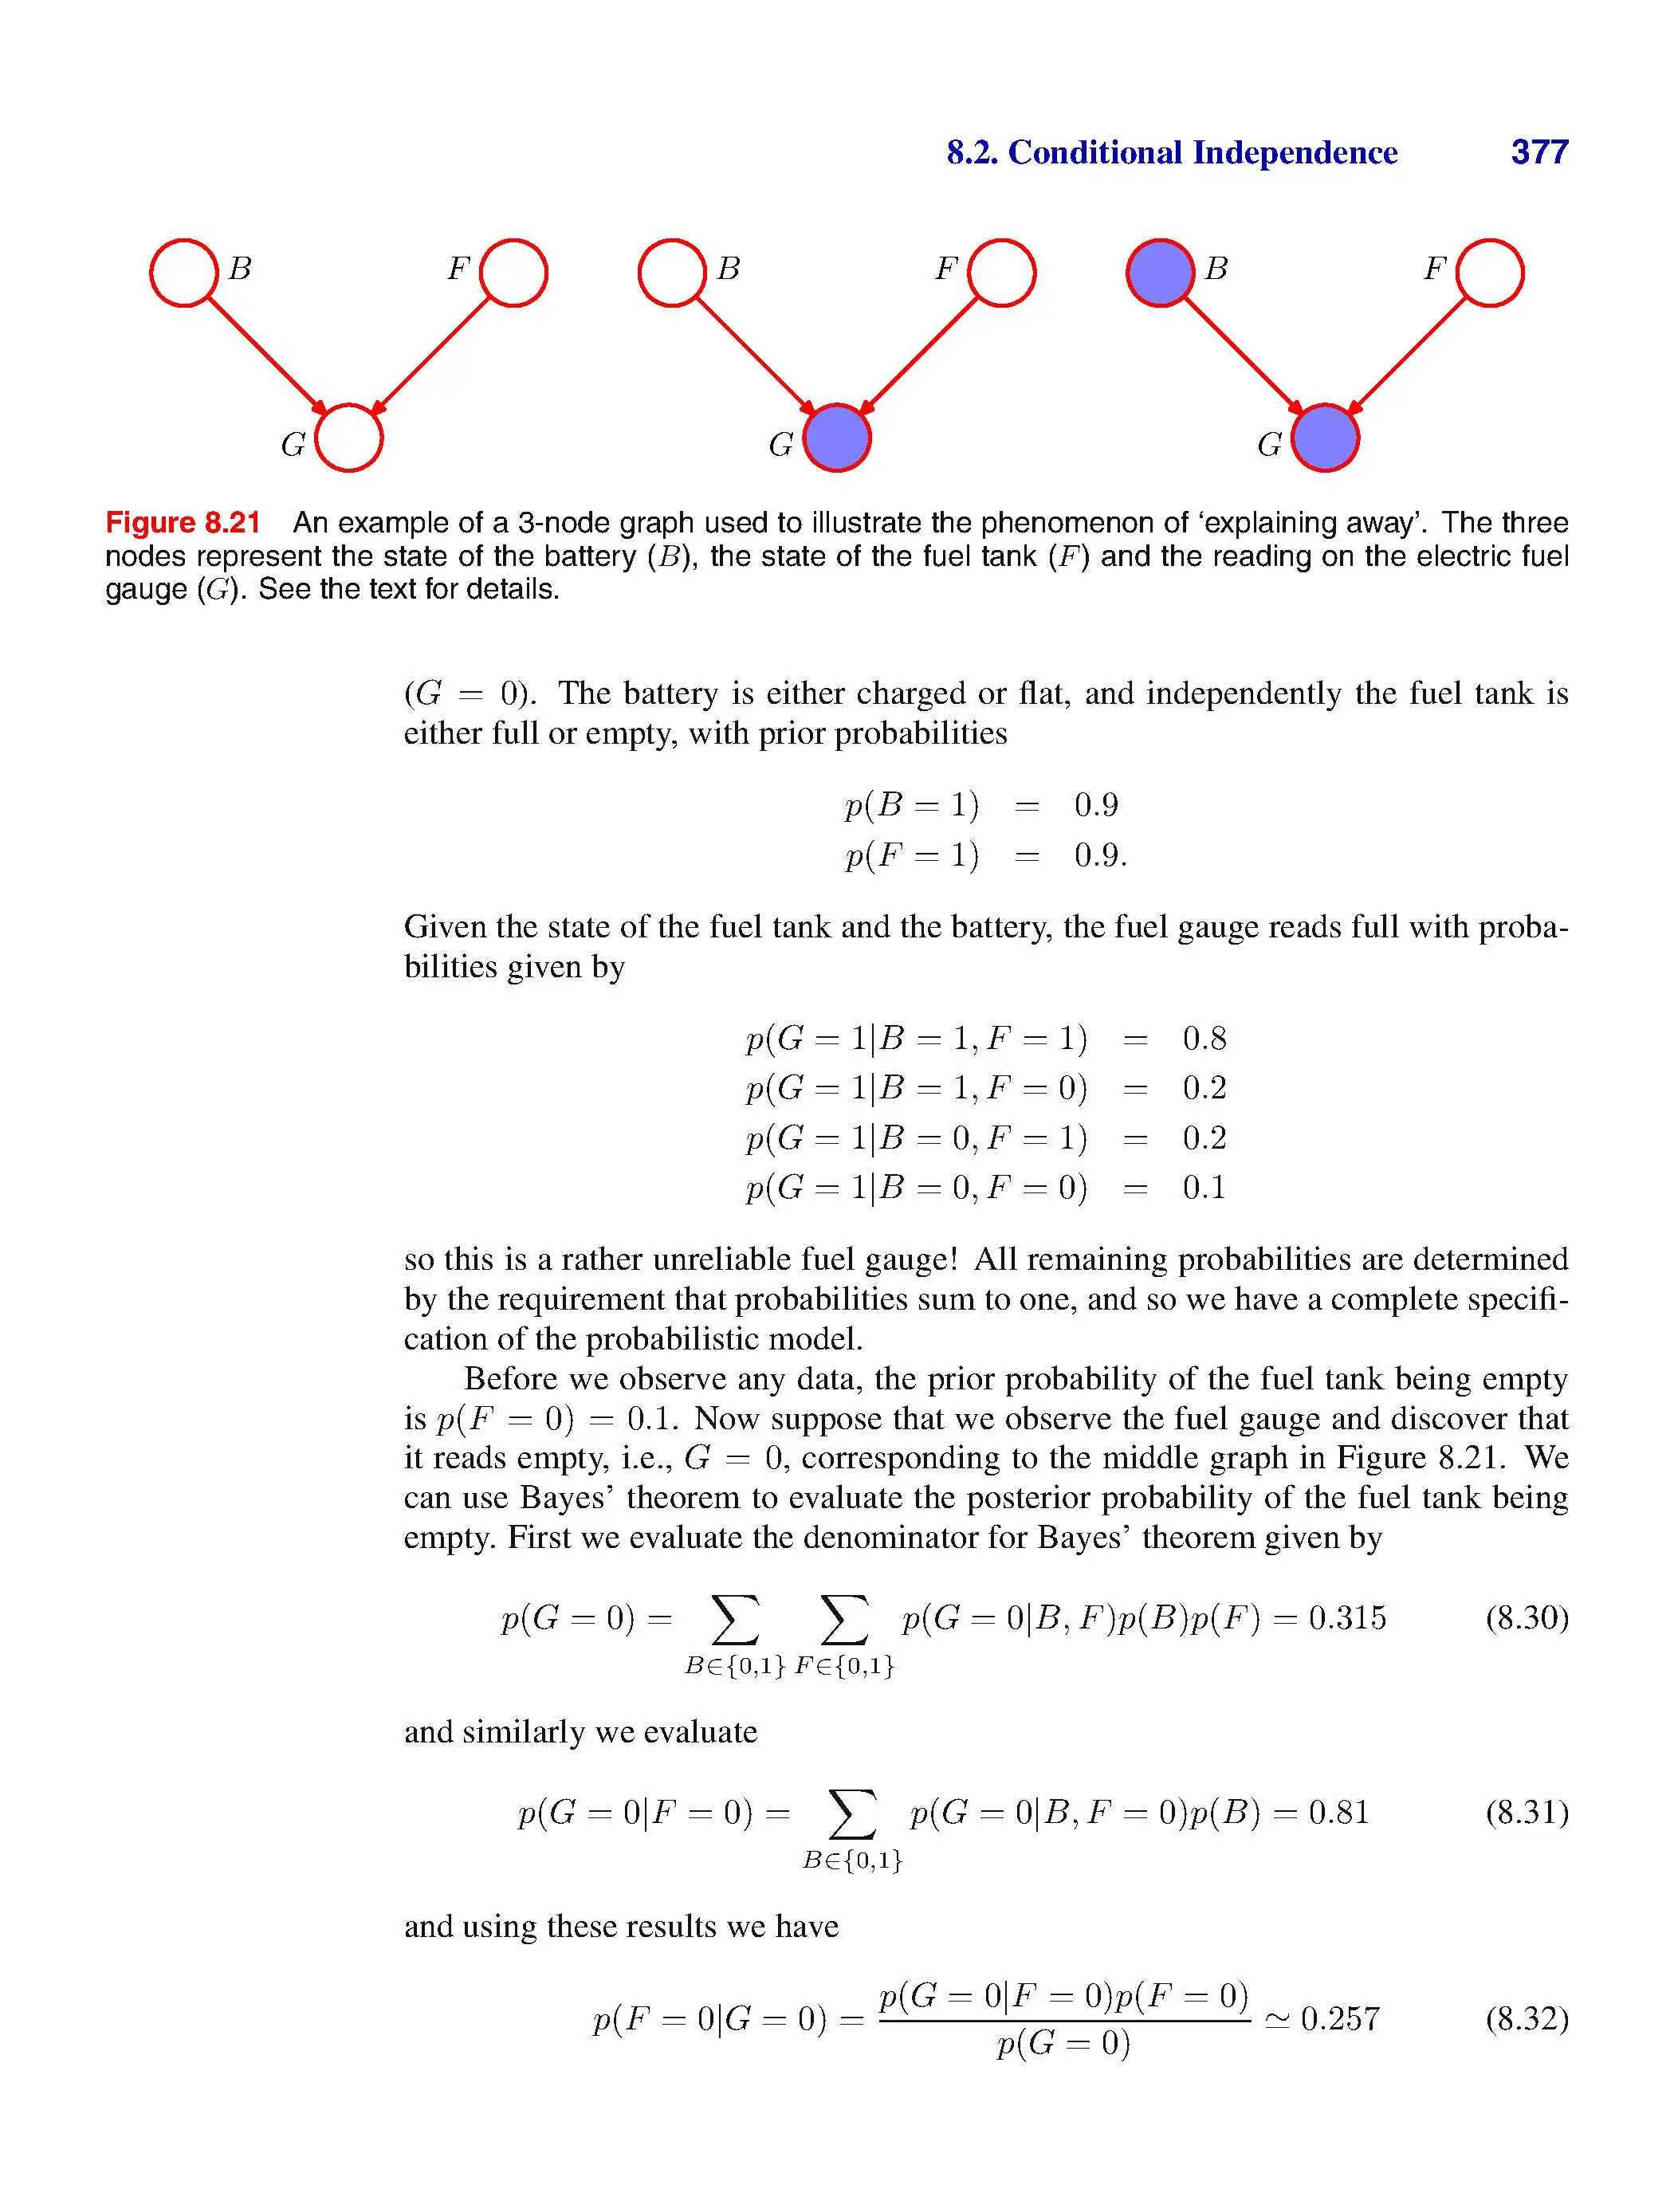 8.2. Conditional Independence 377
B F B F B F
G G G
Figure 8.21 An example of a 3-node graph used to illustrate the phenomenon of ‘explaining away’. The three
nodes represent the state of the battery (B), the state of the fuel tank (F) and the reading on the electric fuel
gauge (G). See the text for details.
(G = 0). The battery is either charged or flat, and independently the fuel tank is
either full or empty, with prior probabilities
p(B = 1) = 0.9
p(F = 1) = 0.9.
Given the state of the fuel tank and the battery, the fuel gauge reads full with proba-
bilities given by
p(G = 1|B = 1, F = 1) = 0.8
p(G = 1|B = 1, F = 0) = 0.2
p(G = 1|B = 0, F = 1) = 0.2
p(G = 1|B = 0, F = 0) = 0.1
so this is a rather unreliable fuel gauge! All remaining probabilities are determined
by the requirement that probabilities sum to one, and so we have a complete specifi-
cation of the probabilistic model.
Before we observe any data, the prior probability of the fuel tank being empty
is p(F = 0) = 0.1. Now suppose that we observe the fuel gauge and discover that
it reads empty, i.e., G = 0, corresponding to the middle graph in Figure 8.21. We
can use Bayes’ theorem to evaluate the posterior probability of the fuel tank being
empty. First we evaluate the denominator for Bayes’ theorem given by
p(G = 0) = ∑ ∑ p(G = 0|B, F)p(B)p(F) = 0.315 (8.30)
B∈{0,1} F∈{0,1}
and similarly we evaluate
p(G = 0|F = 0) = ∑ p(G = 0|B, F = 0)p(B) = 0.81 (8.31)
B∈{0,1}
and using these results we have
p(G = 0|F = 0)p(F = 0)
p(F = 0|G = 0) = ≃ 0.257 (8.32)
p(G = 0)